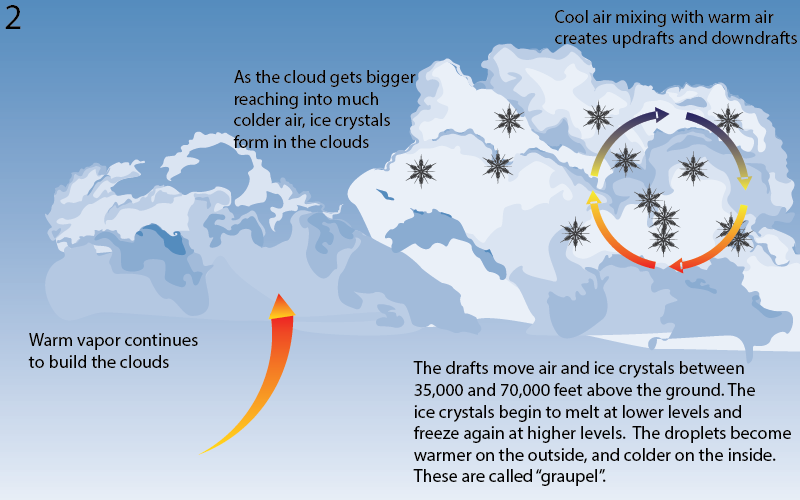 2
Cool air mixing with warm air
creates updrafts and downdrafts
As the cloud gets bigger
reaching into much
colder air, ice crystals
form in the clouds
Warm vapor continues
to build the clouds
The drafts move air and ice crystals between
35,000 and 70,000 feet above the ground. The
ice crystals begin to melt at lower levels and
freeze again at higher levels.  The droplets become
warmer on the outside, and colder on the inside.
These are called “graupel”.